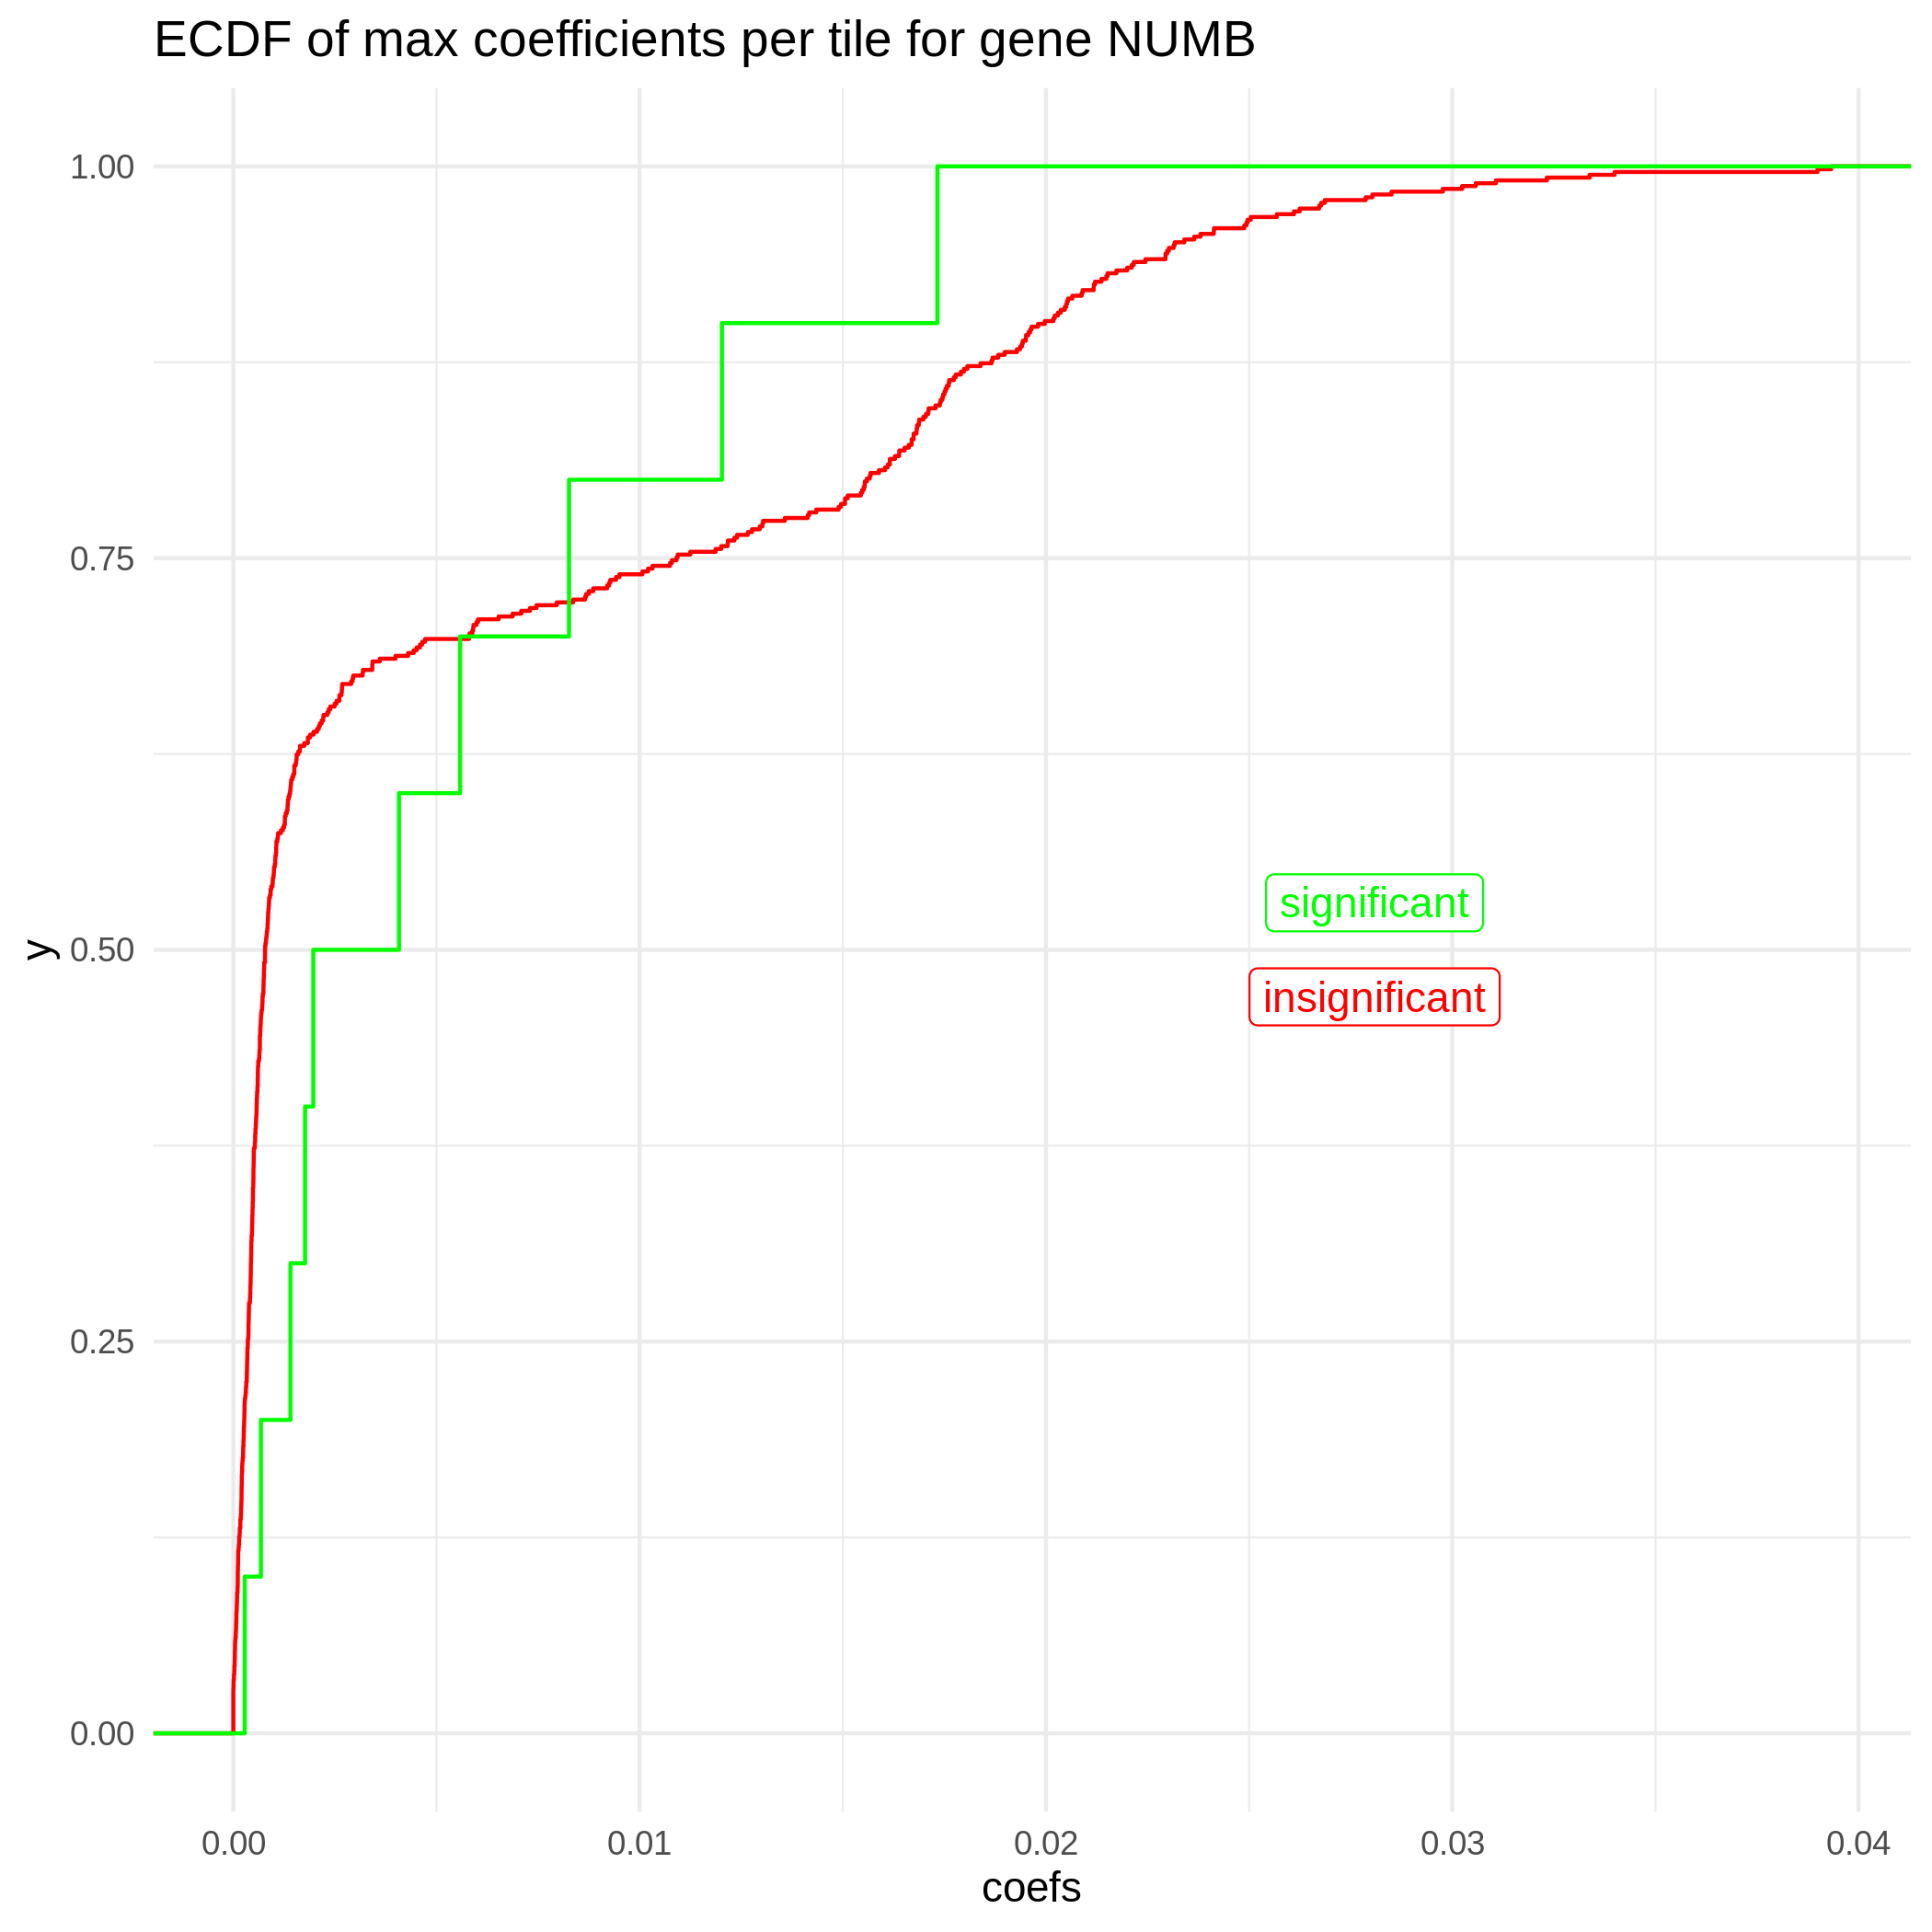 ECDF of max coefficients per tile for gene NUMB
1.00
0.75
0.50
0.25
0.00
y
significant
insignificant
0.00 0.01 0.02 0.03 0.04
coefs